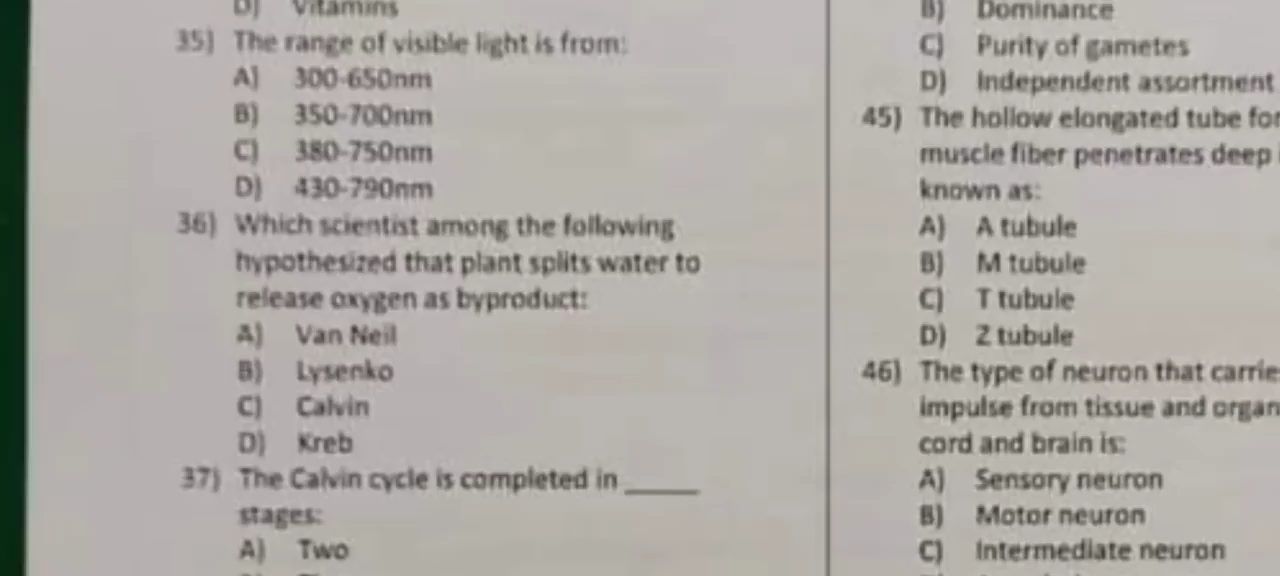 D) Vitamins
35) The range of visible light is from:
A) 300-650nm
B) 350-700nm
C) 380-750nm
D) 430-790nm
36) Which scientist among the following
hypothesized that plant splits water to
release oxygen as byproduct:
A) Van Neil
B) Lysenko
C) Calvin
D) Kreb
37) The Calvin cycle is completed in _____
stages:
A) Two
B) Dominance
C) Purity of gametes
D) Independent assortment
45) The hollow elongated tube for
muscle fiber penetrates deep
known as:
A) A tubule
B) M tubule
C) T tubule
D) Z tubule
46) The type of neuron that carrie
impulse from tissue and organ
cord and brain is:
A) Sensory neuron
B) Motor neuron
C) Intermediate neuron